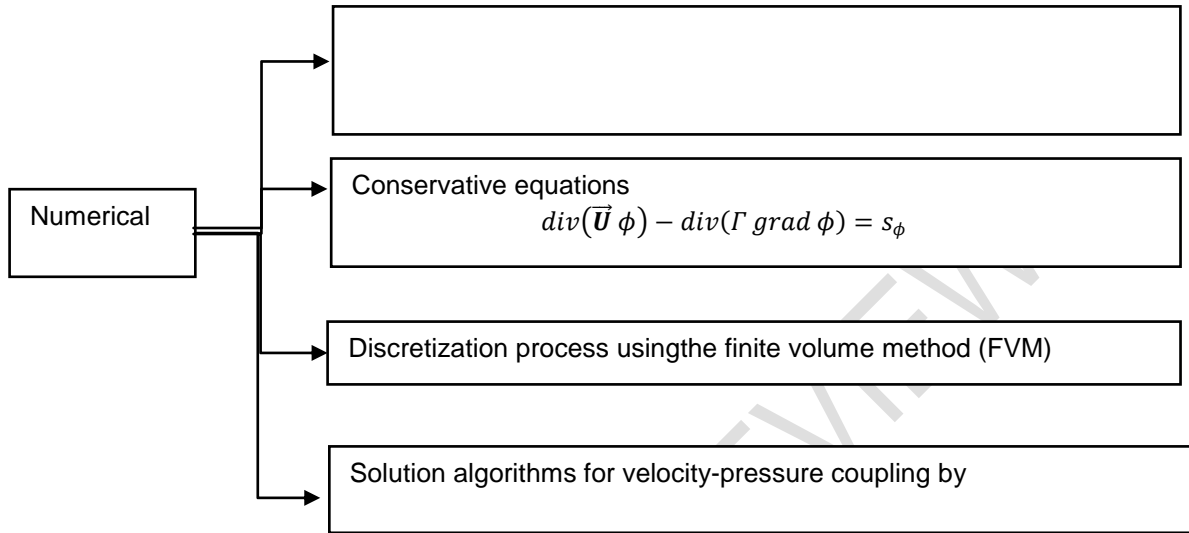 Conservative equations
div(U⃗ ϕ) − div(Γ grad ϕ) = s_ϕ
Numerical
Discretization process usingthe finite volume method (FVM)
Solution algorithms for velocity-pressure coupling by